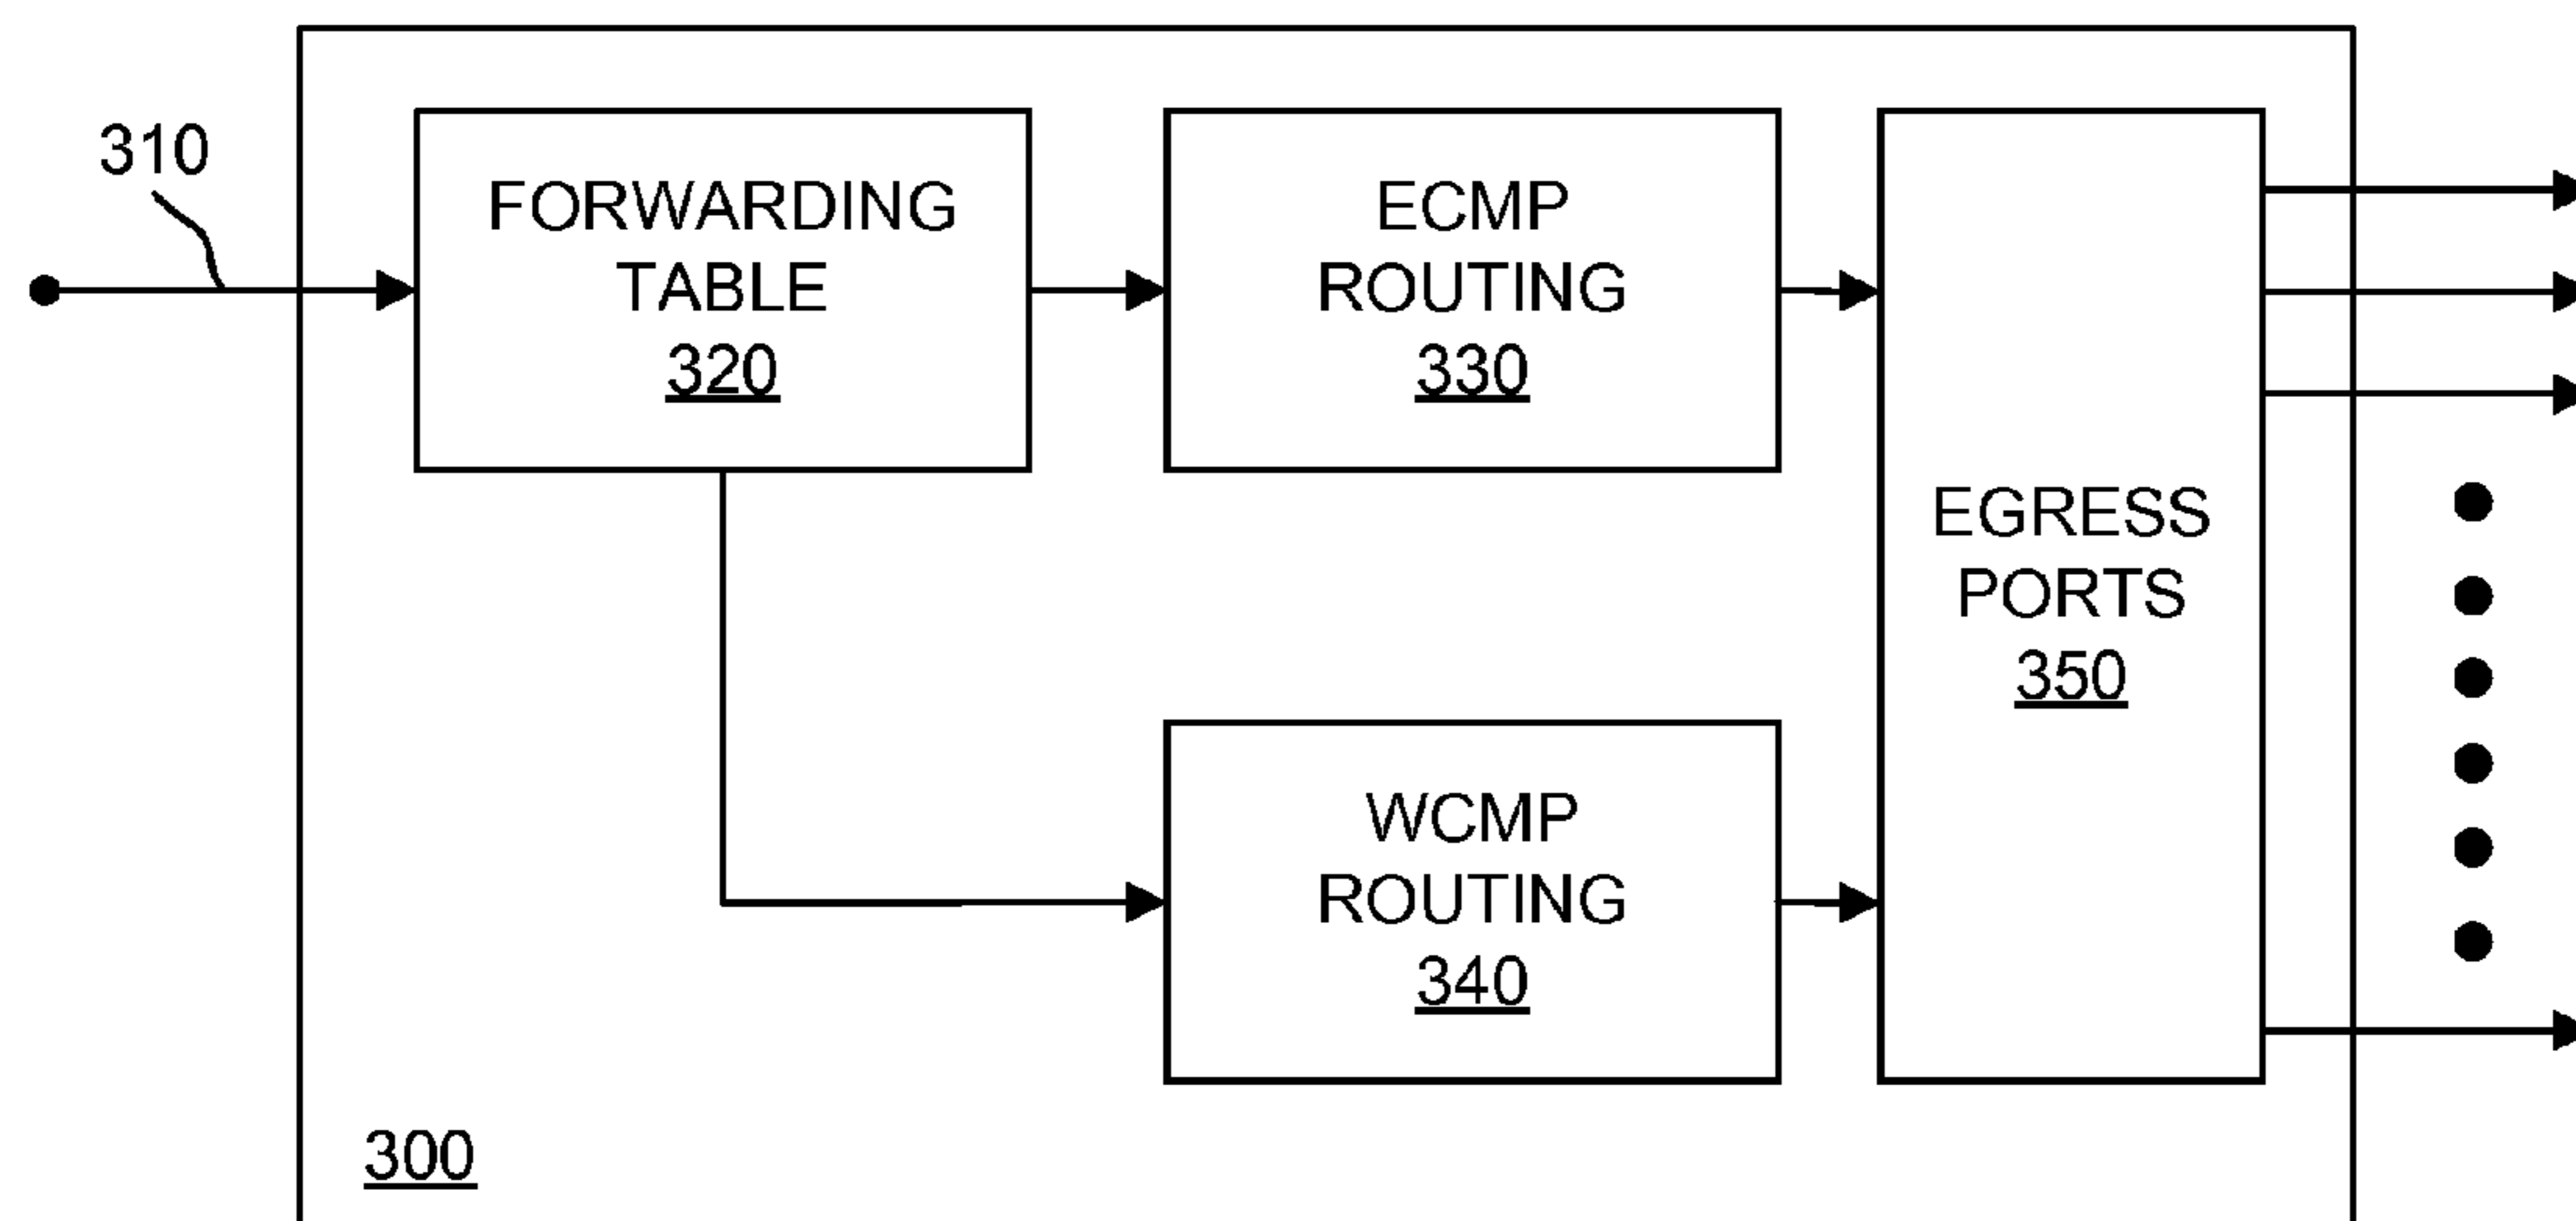 310
FORWARDING
TABLE
320
ECMP
ROUTING
330
EGRESS
PORTS
350
WCMP
ROUTING
340
300